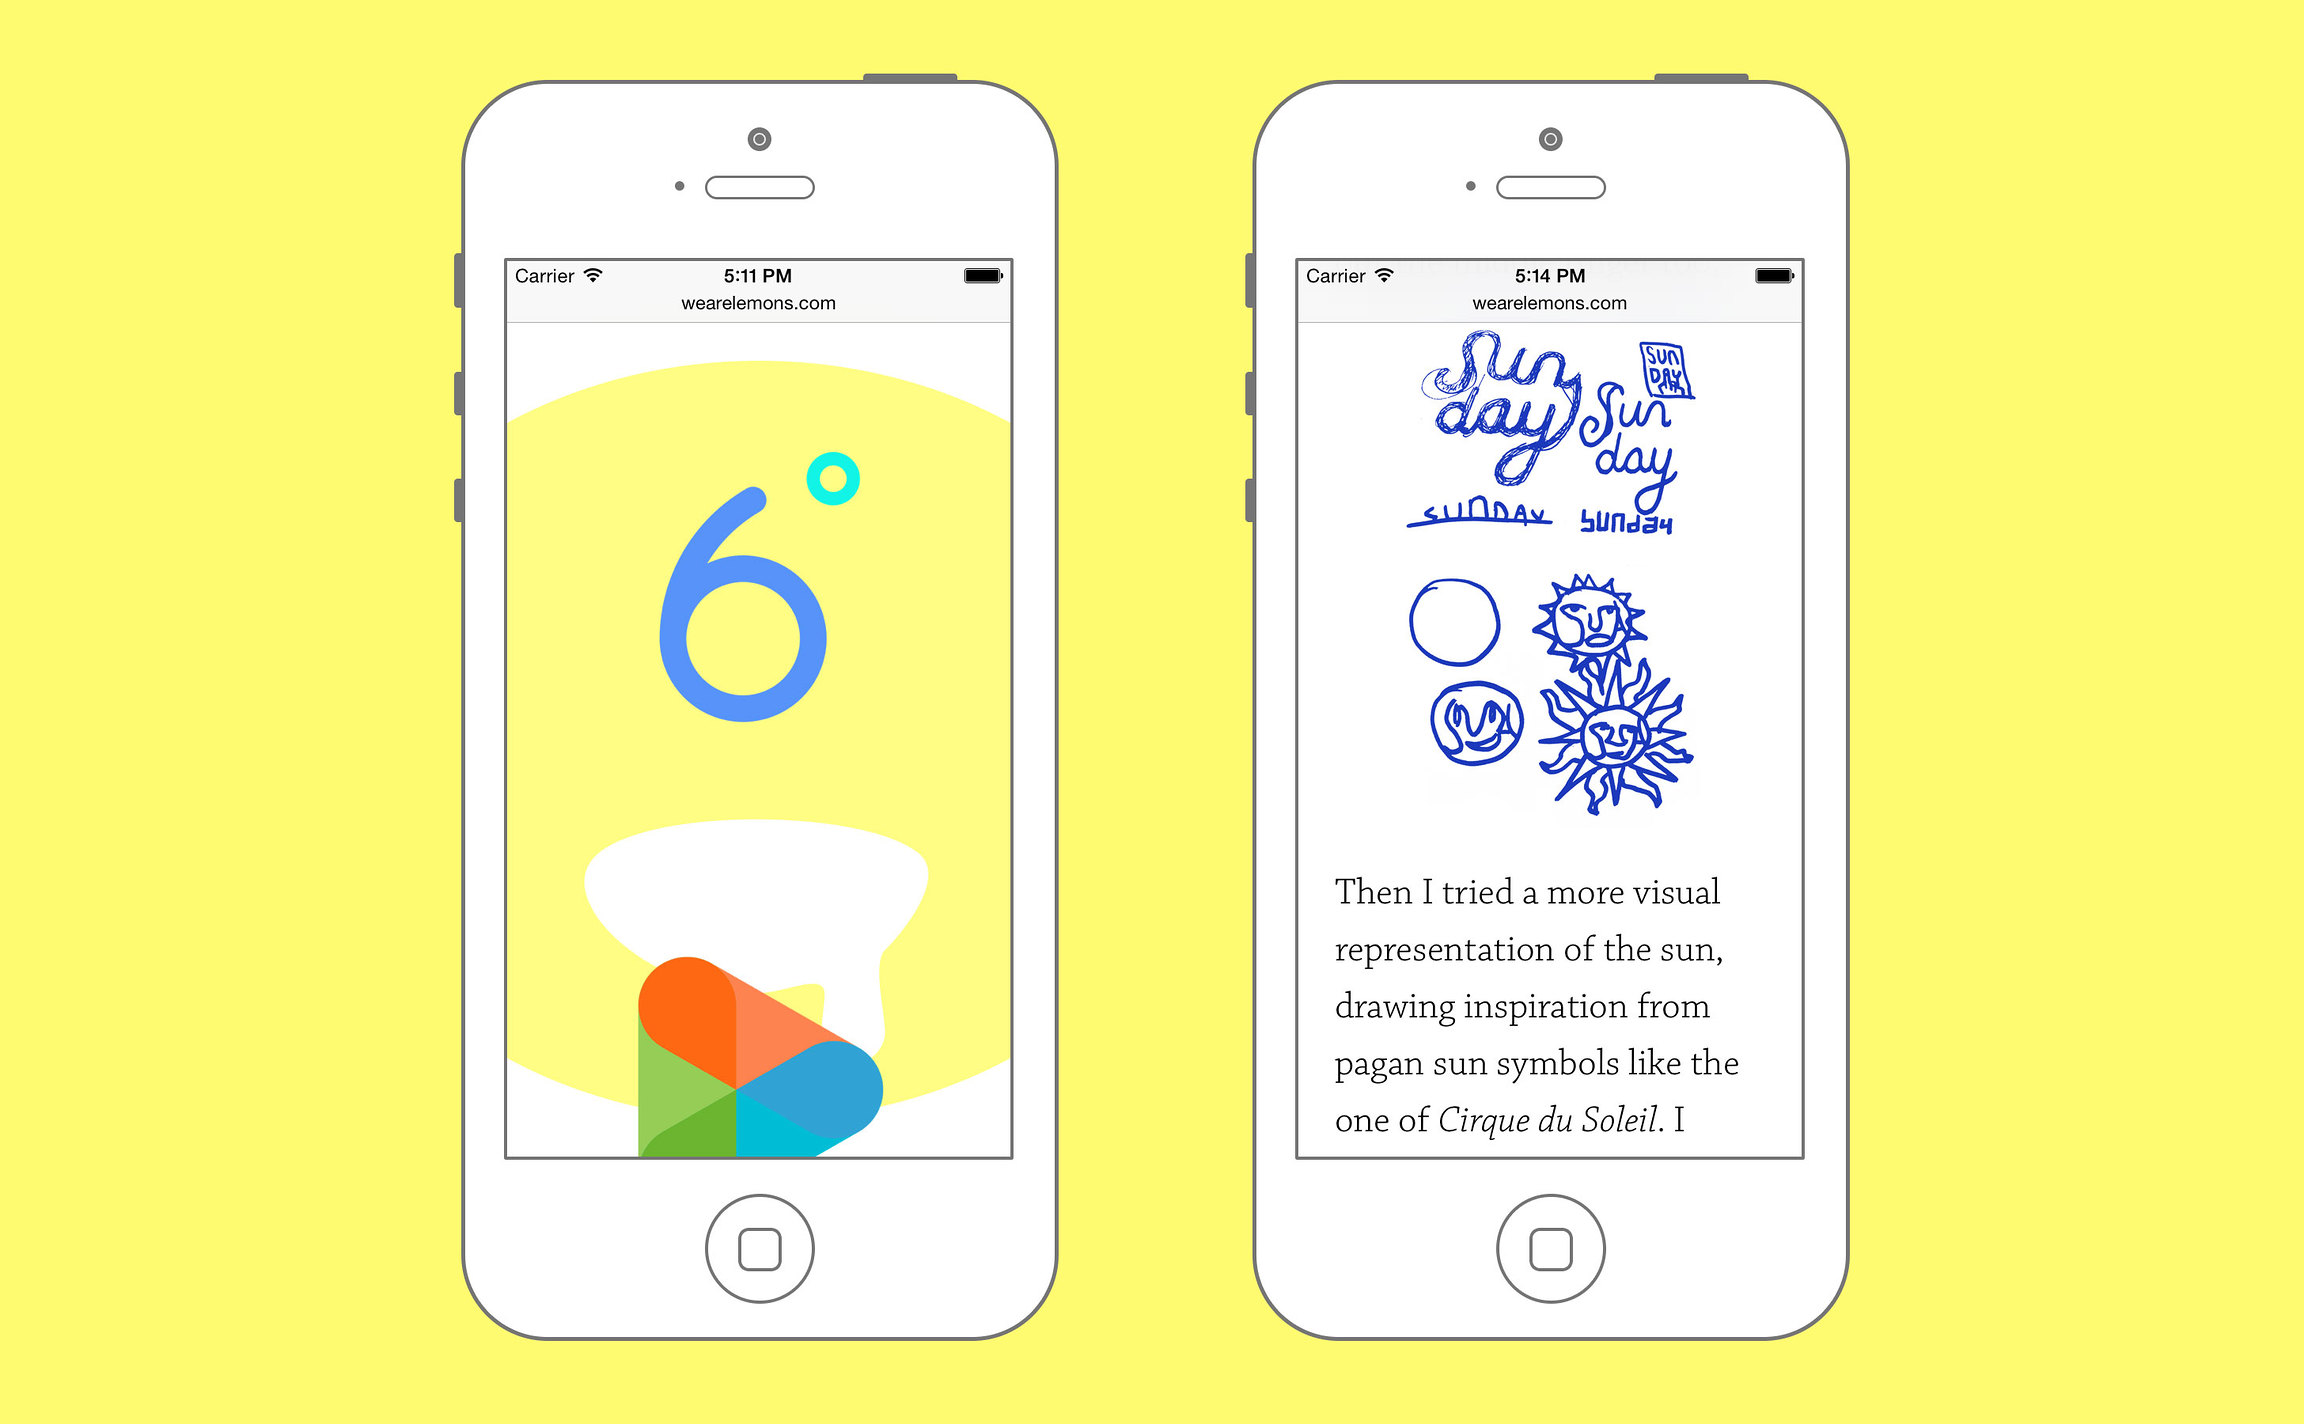 Carrier
5:11 PM
wearelemons.com
6°
Carrier
5:14 PM
wearelemons.com
Sun
day
SUN
DAY
Sun
day
SUNDAY
sunday
Then I tried a more visual
representation of the sun,
drawing inspiration from
pagan sun symbols like the
one of Cirque du Soleil. I